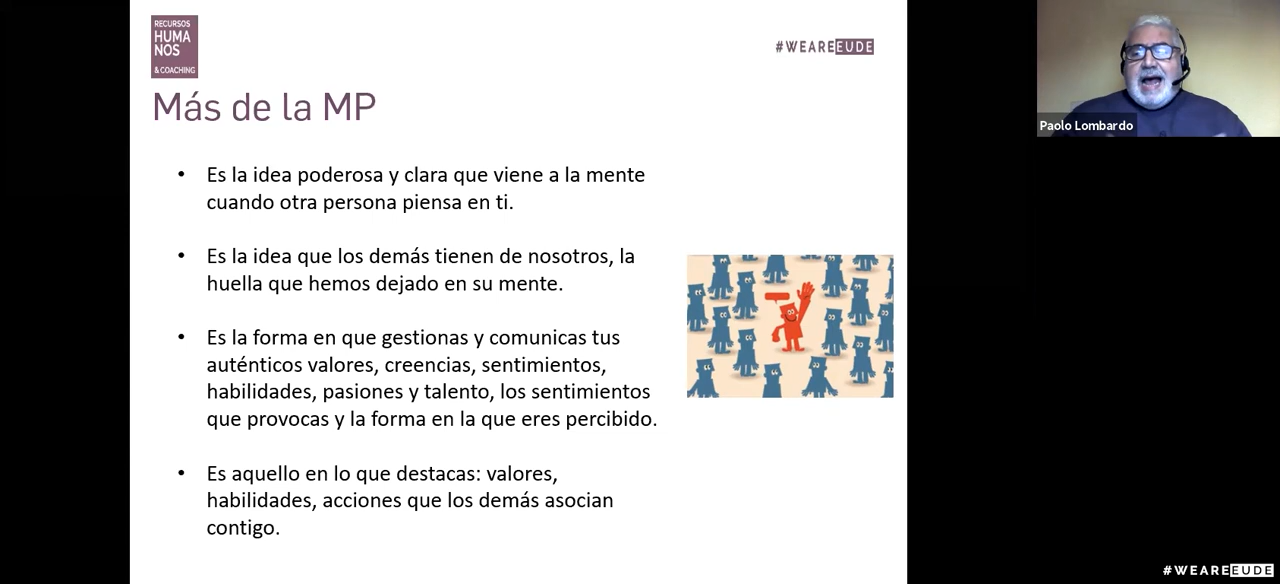 RECURSOS
HUMA
NOS
& COACHING
#WEAREEUDE
Más de la MP
• Es la idea poderosa y clara que viene a la mente
cuando otra persona piensa en ti.
• Es la idea que los demás tienen de nosotros, la
huella que hemos dejado en su mente.
• Es la forma en que gestionas y comunicas tus
auténticos valores, creencias, sentimientos,
habilidades, pasiones y talento, los sentimientos
que provocas y la forma en la que eres percibido.
• Es aquello en lo que destacas: valores,
habilidades, acciones que los demás asocian
contigo.
Paolo Lombardo
#WEAREEUDE